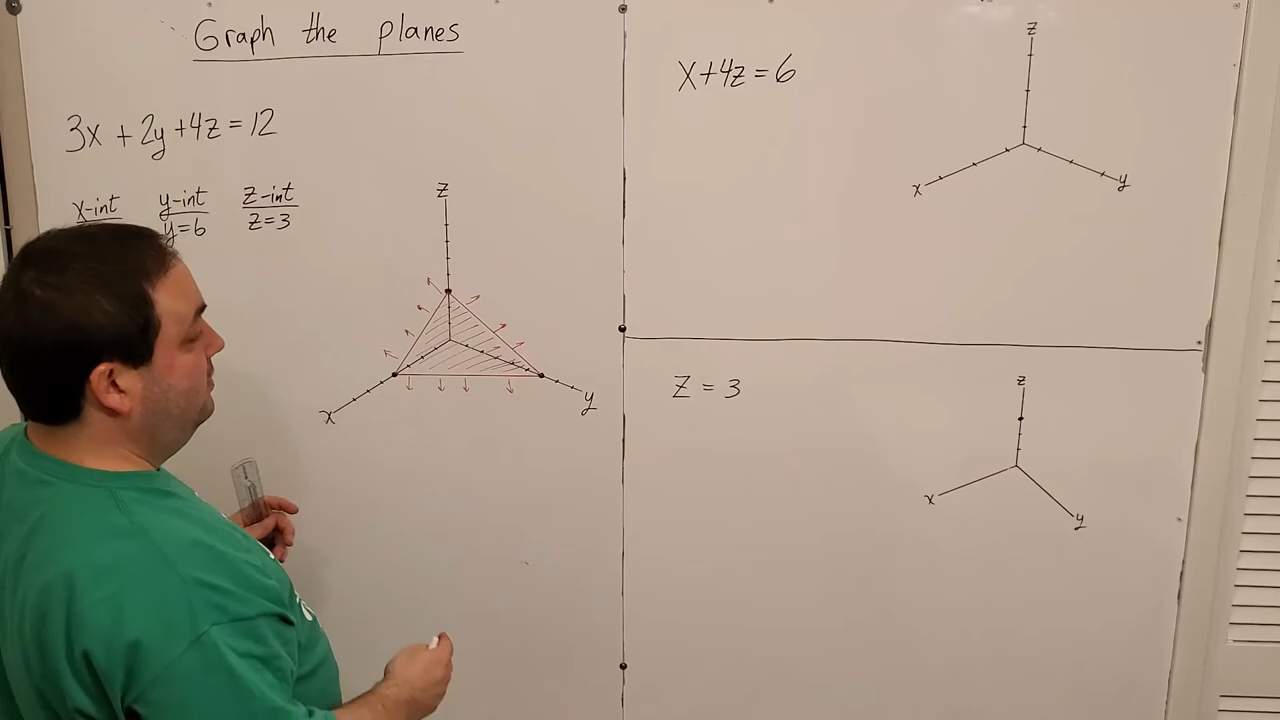 Graph the planes
3x + 2y + 4z = 12
x-int y-int z-int
y=6 z=3
z
x
y
x+4z=6
z
x
y
z = 3
z
x
y